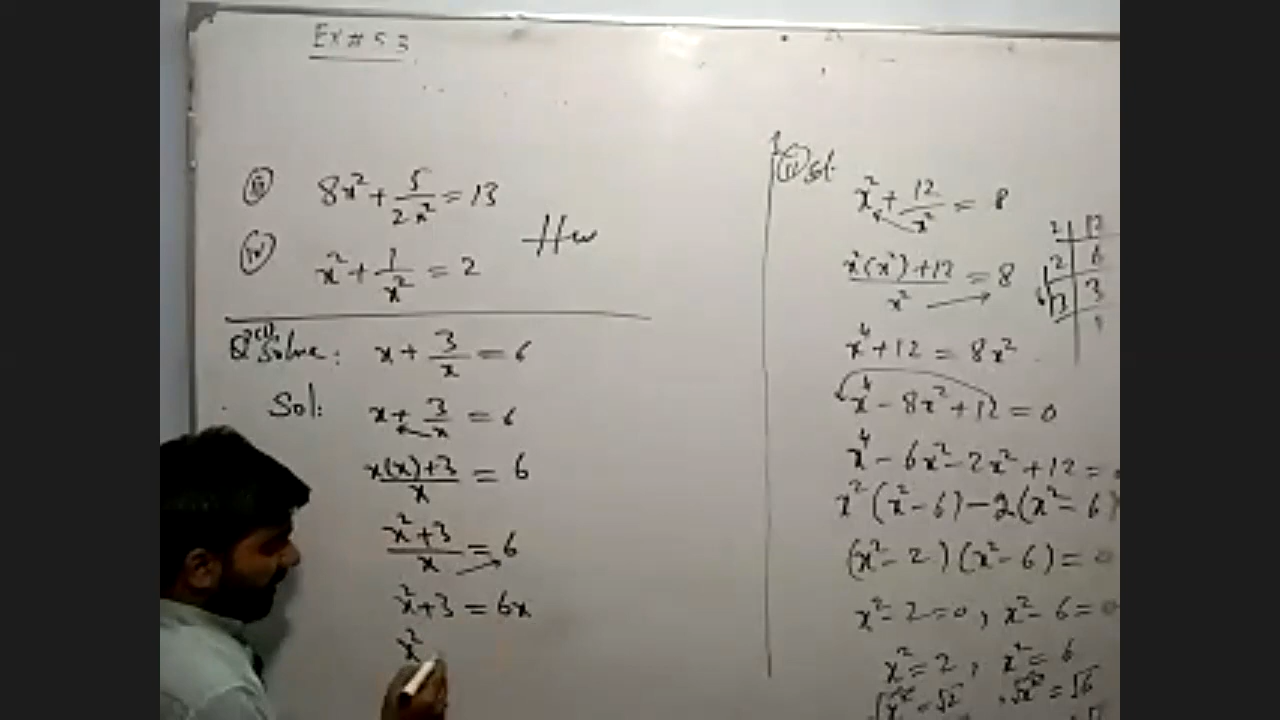 Ex # 5.3
(iii) 8x² + 5/2x² = 13
(iv) x² + 1/x² = 2
Hw
Solve: x + 3/x = 6
Sol: x + 3/x = 6
x(x)+3/x = 6
x²+3/x = 6
x²+3 = 6x
x²
(ii) Sol:
x² + 12/x² = 8
x²(x²)+12/x² = 8
x⁴+12 = 8x²
x⁴ - 8x² + 12 = 0
x⁴ - 6x² - 2x² + 12 =
x²(x²-6) - 2(x²-6)
(x²-2)(x²-6) = 0
x²-2=0, x²-6=0
x²=2, x²=6
√x²=√2, √x²=√6
2 | 12
2 | 6
3 | 3